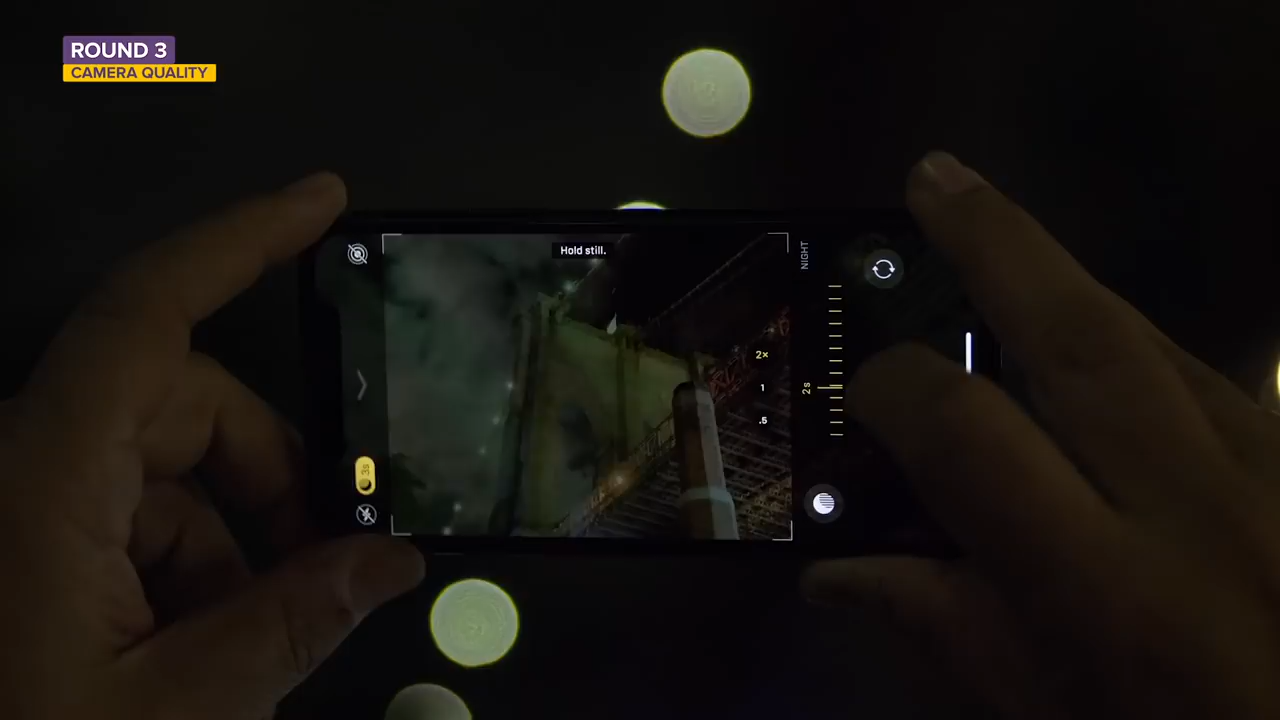 ROUND 3
CAMERA QUALITY
Hold still.
NIGHT
2×
1
.5
2s
3s